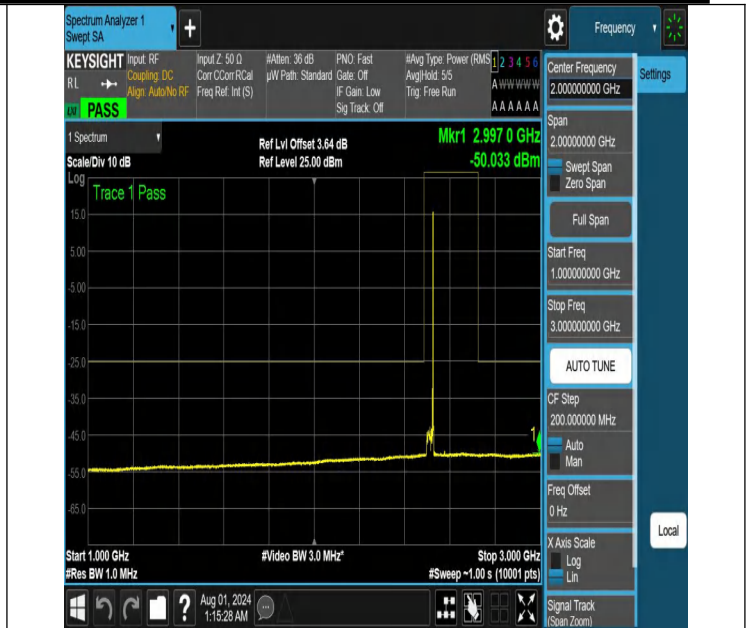 Spectrum Analyzer 1
Swept SA
+
Frequency
KEYSIGHT
RL
PASS
Input: RF
Coupling: DC
Align: Auto/No RF
Input Z: 50 Ω
Corr CCorr RCal
Freq Ref: Int (S)
#Atten: 36 dB
µW Path: Standard
PNO: Fast
Gate: Off
IF Gain: Low
Sig Track: Off
#Avg Type: Power (RMS
Avg|Hold: 5/5
Trig: Free Run
1 2 3 4 5 6
A W W W W W
A A A A A A
1 Spectrum
Scale/Div 10 dB
Ref Lvl Offset 3.64 dB
Ref Level 25.00 dBm
Mkr1 2.997 0 GHz
-50.033 dBm
Log
Trace 1 Pass
15.0
5.00
-5.00
-15.0
-25.0
-35.0
-45.0
-55.0
-65.0
1
Start 1.000 GHz
#Res BW 1.0 MHz
#Video BW 3.0 MHz*
Stop 3.000 GHz
#Sweep ~1.00 s (10001 pts)
Center Frequency
2.000000000 GHz
Span
2.00000000 GHz
Swept Span
Zero Span
Full Span
Start Freq
1.000000000 GHz
Stop Freq
3.000000000 GHz
AUTO TUNE
CF Step
200.000000 MHz
Auto
Man
Freq Offset
0 Hz
X Axis Scale
Log
Lin
Signal Track
(Span Zoom)
Settings
Local
?
Aug 01, 2024
1:15:28 AM